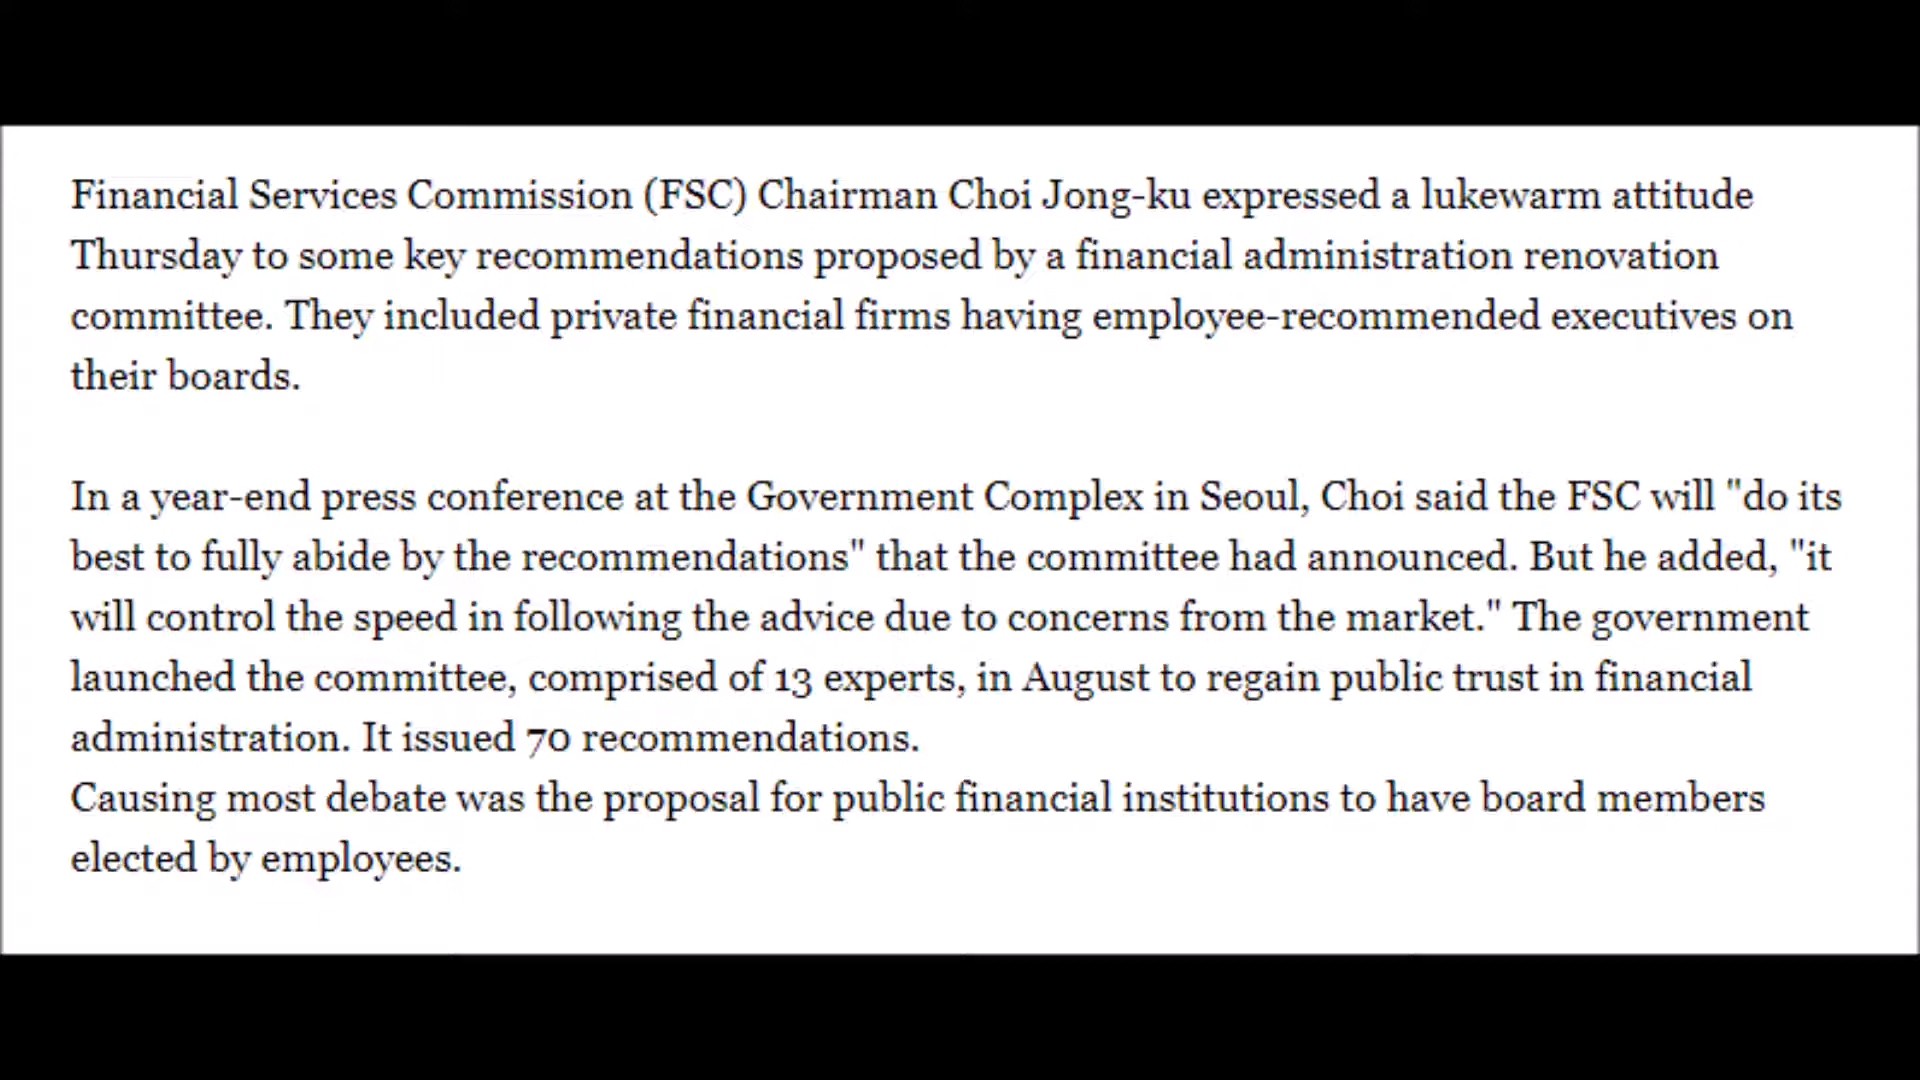 Financial Services Commission (FSC) Chairman Choi Jong-ku expressed a lukewarm attitude
Thursday to some key recommendations proposed by a financial administration renovation
committee. They included private financial firms having employee-recommended executives on
their boards.
In a year-end press conference at the Government Complex in Seoul, Choi said the FSC will "do its
best to fully abide by the recommendations" that the committee had announced. But he added, "it
will control the speed in following the advice due to concerns from the market." The government
launched the committee, comprised of 13 experts, in August to regain public trust in financial
administration. It issued 70 recommendations.
Causing most debate was the proposal for public financial institutions to have board members
elected by employees.